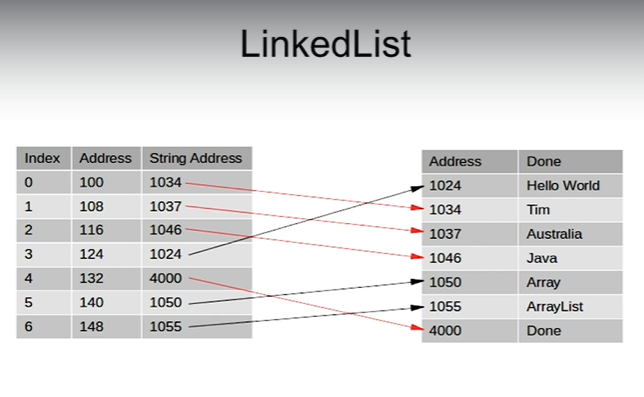 LinkedList
Index Address String Address
0 100 1034
1 108 1037
2 116 1046
3 124 1024
4 132 4000
5 140 1050
6 148 1055
Address Done
1024 Hello World
1034 Tim
1037 Australia
1046 Java
1050 Array
1055 ArrayList
4000 Done